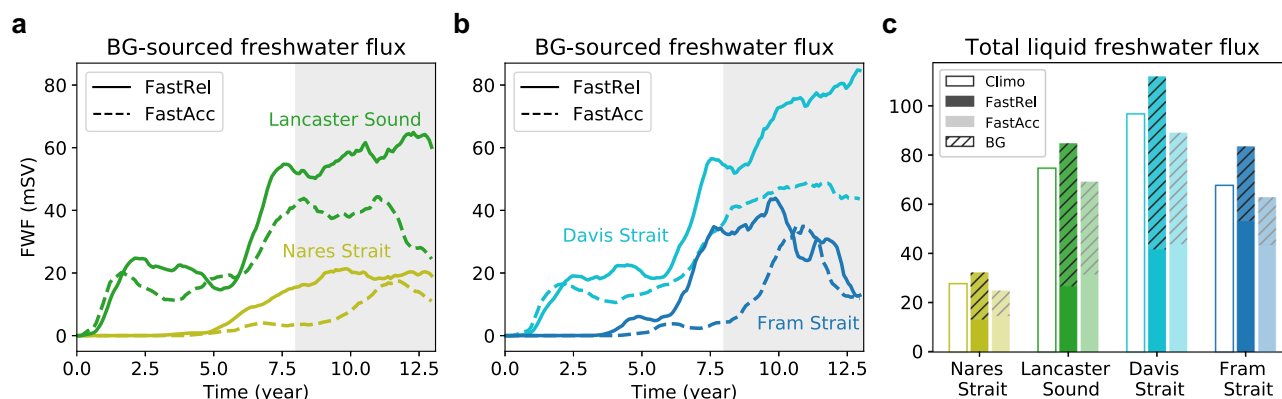 a
BG-sourced freshwater flux
FWF (mSV)
80
60
40
20
0
FastRel
FastAcc
Lancaster Sound
Nares Strait
0.0 2.5 5.0 7.5 10.0 12.5
Time (year)
b
BG-sourced freshwater flux
80
60
40
20
0
FastRel
FastAcc
Davis Strait
Fram Strait
0.0 2.5 5.0 7.5 10.0 12.5
Time (year)
c
Total liquid freshwater flux
100
80
60
40
20
0
Climo
FastRel
FastAcc
BG
Nares Lancaster Davis Fram
Strait Sound Strait Strait